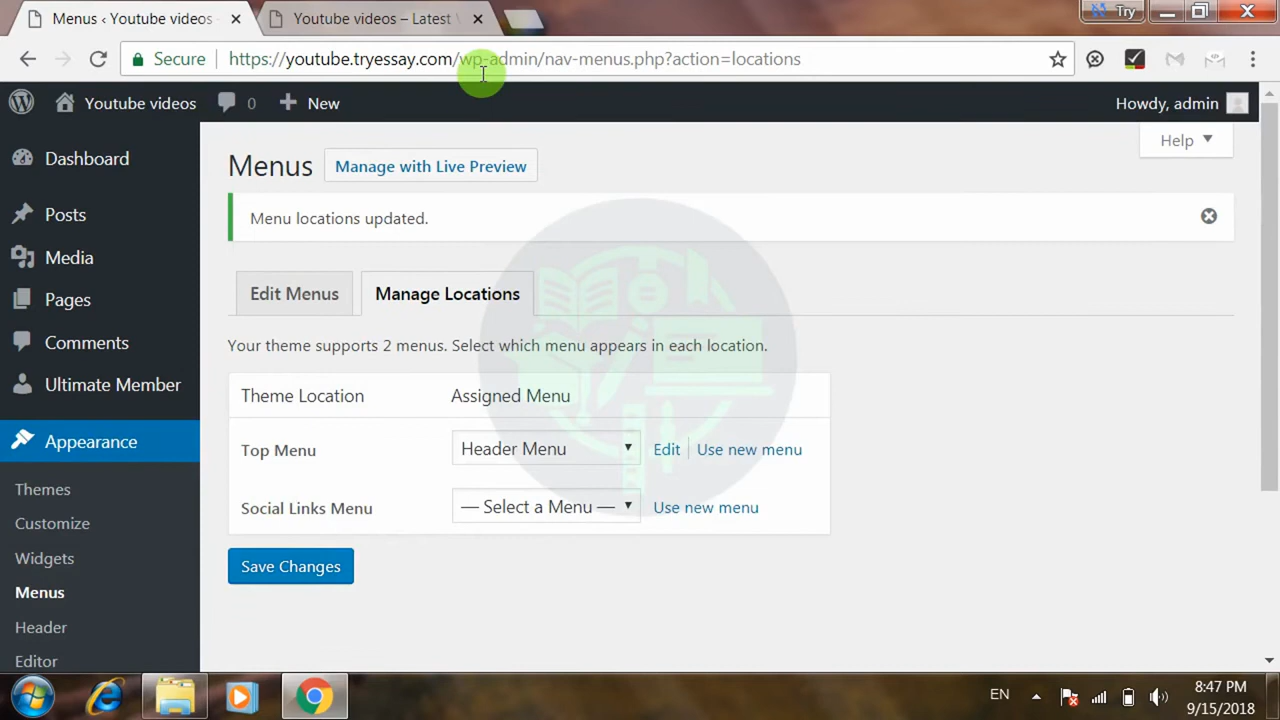 Menus ‹ Youtube videos
Youtube videos – Latest
Try
Secure
https://youtube.tryessay.com/wp-admin/nav-menus.php?action=locations
Youtube videos
0
New
Howdy, admin
Help
Dashboard
Posts
Media
Pages
Comments
Ultimate Member
Appearance
Themes
Customize
Widgets
Menus
Header
Editor
Menus
Manage with Live Preview
Menu locations updated.
Edit Menus
Manage Locations
Your theme supports 2 menus. Select which menu appears in each location.
Theme Location Assigned Menu
Top Menu Header Menu Edit Use new menu
Social Links Menu — Select a Menu — Use new menu
Save Changes
EN
8:47 PM
9/15/2018